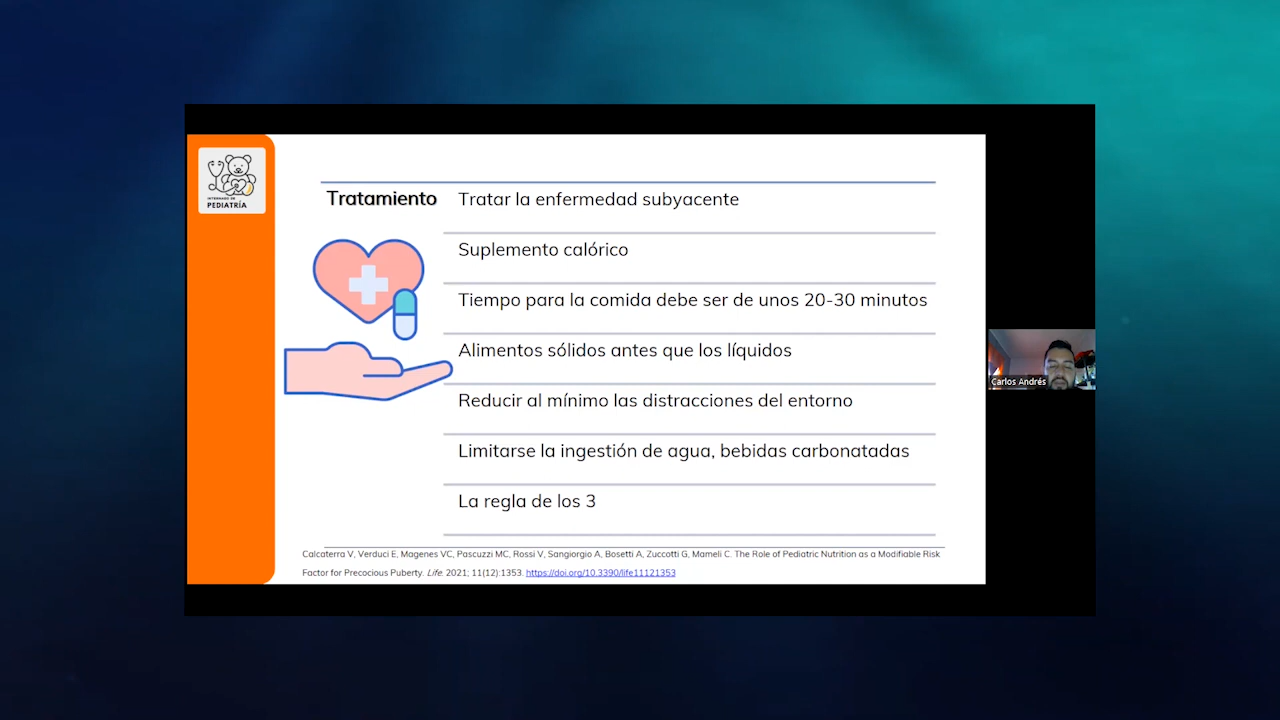 INTERNADO DE
PEDIATRÍA
Tratamiento
Tratar la enfermedad subyacente
Suplemento calórico
Tiempo para la comida debe ser de unos 20-30 minutos
Alimentos sólidos antes que los líquidos
Reducir al mínimo las distracciones del entorno
Limitarse la ingestión de agua, bebidas carbonatadas
La regla de los 3
Calcaterra V, Verduci E, Magenes VC, Pascuzzi MC, Rossi V, Sangiorgio A, Bosetti A, Zuccotti G, Mameli C. The Role of Pediatric Nutrition as a Modifiable Risk
Factor for Precocious Puberty. Life. 2021; 11(12):1353. https://doi.org/10.3390/life11121353
Carlos Andrés